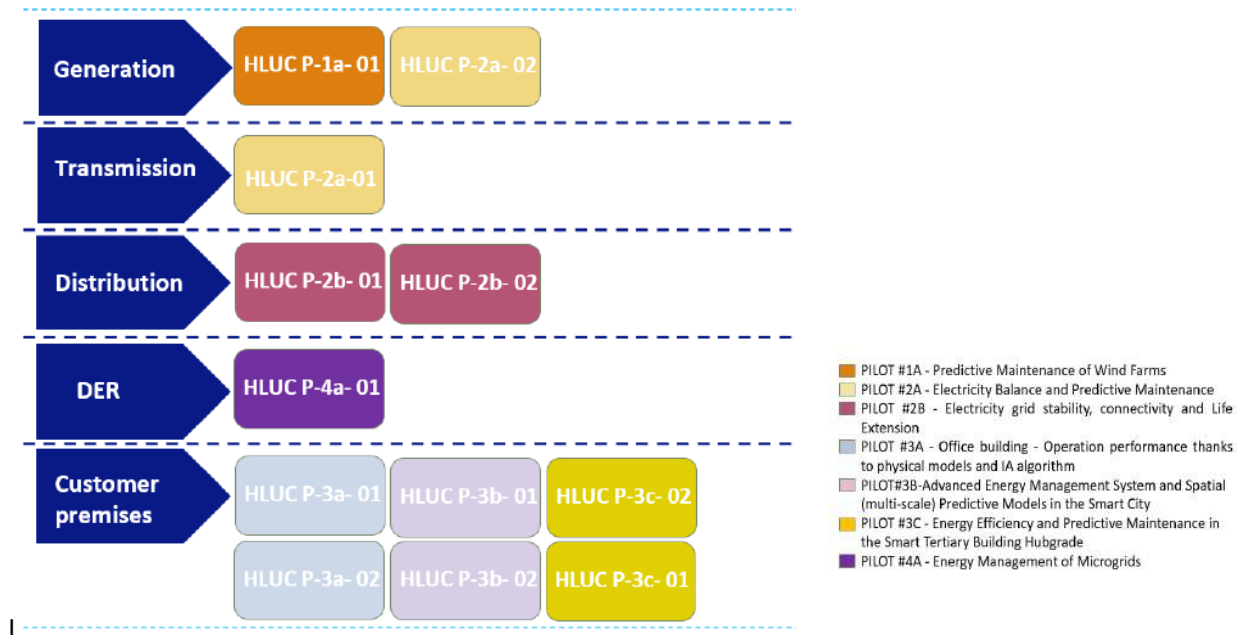 Generation
HLUC P-1a- 01
HLUC P-2a- 02
Transmission
HLUC P-2a-01
Distribution
HLUC P-2b- 01
HLUC P-2b- 02
DER
HLUC P-4a- 01
Customer
premises
HLUC P-3a- 01
HLUC P-3b- 01
HLUC P-3c- 02
HLUC P-3a- 02
HLUC P-3b- 02
HLUC P-3c- 01
PILOT #1A - Predictive Maintenance of Wind Farms
PILOT #2A - Electricity Balance and Predictive Maintenance
PILOT #2B - Electricity grid stability, connectivity and Life
Extension
PILOT #3A - Office building - Operation performance thanks
to physical models and IA algorithm
PILOT#3B-Advanced Energy Management System and Spatial
(multi-scale) Predictive Models in the Smart City
PILOT #3C - Energy Efficiency and Predictive Maintenance in
the Smart Tertiary Building Hubgrade
PILOT #4A - Energy Management of Microgrids